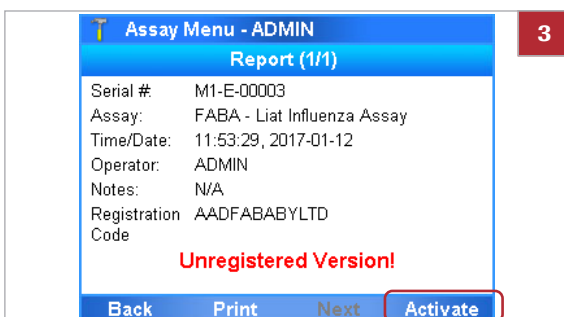 Assay Menu - ADMIN
3
Report (1/1)
Serial #: M1-E-00003
Assay: FABA - Liat Influenza Assay
Time/Date: 11:53:29, 2017-01-12
Operator: ADMIN
Notes: N/A
Registration AADFABABYLTD
Code
Unregistered Version!
Back Print Next Activate